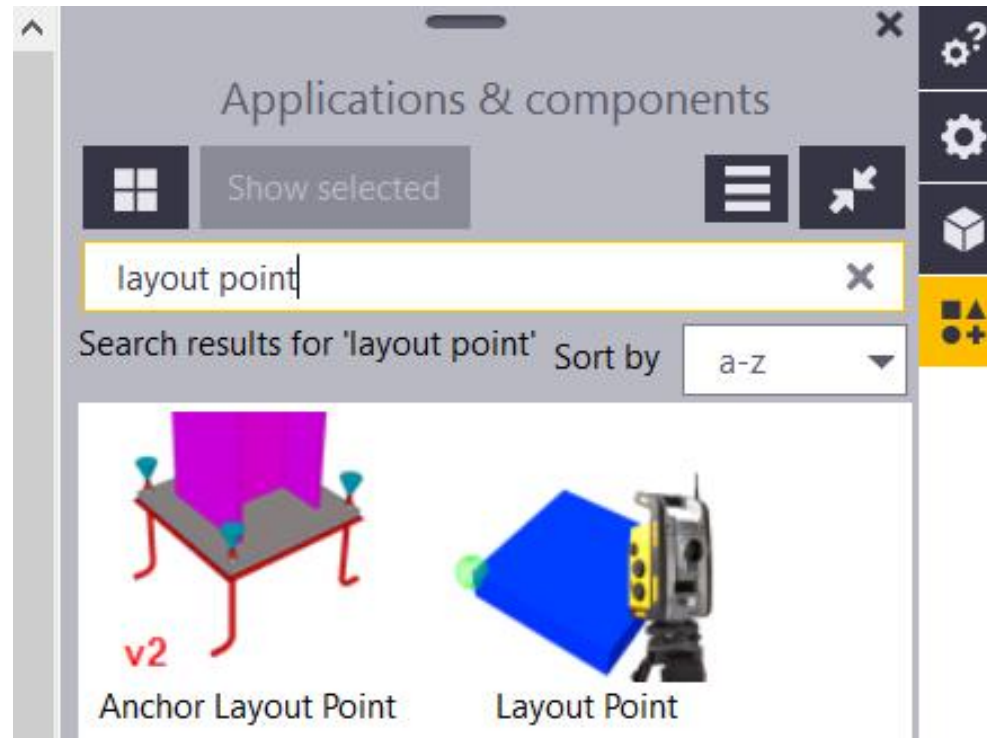 Applications & components
Show selected
layout point
Search results for 'layout point' Sort by a-z
v2
Anchor Layout Point Layout Point